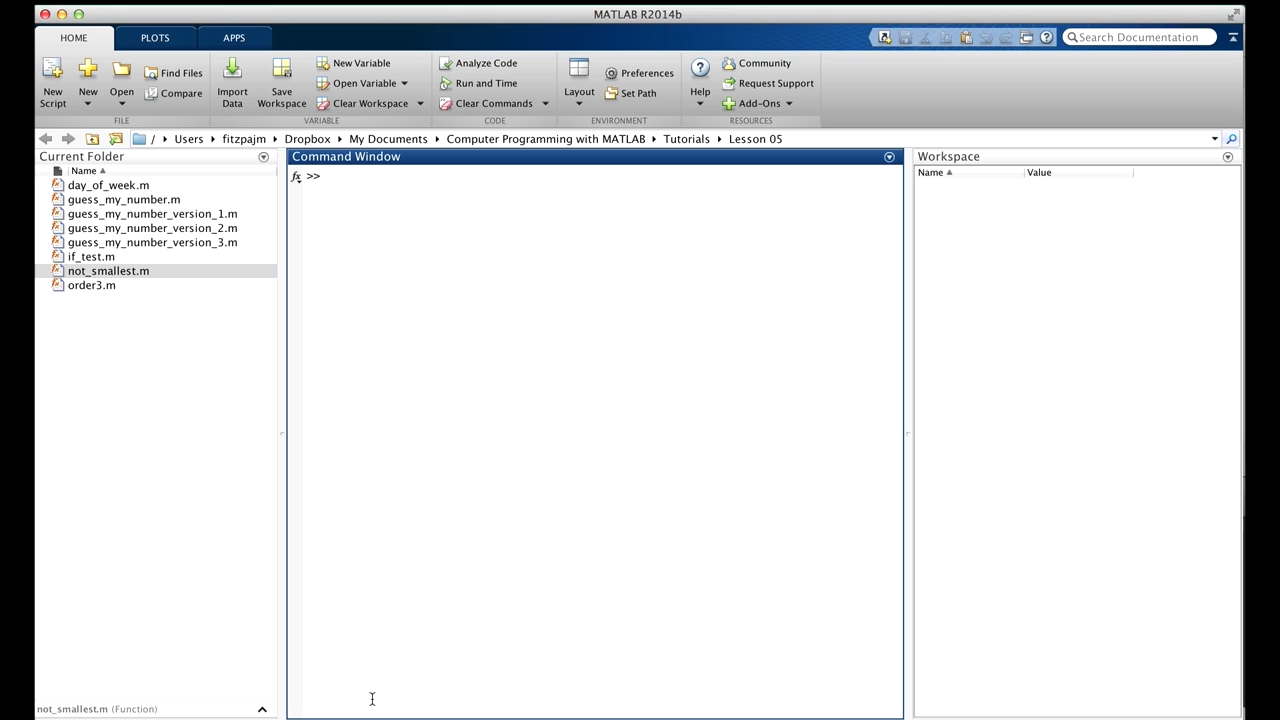 MATLAB R2014b
HOME PLOTS APPS
Search Documentation
New Script
New
Open
Find Files
Compare
FILE
Import Data
Save Workspace
New Variable
Open Variable
Clear Workspace
VARIABLE
Analyze Code
Run and Time
Clear Commands
CODE
Layout
Preferences
Set Path
ENVIRONMENT
Help
Community
Request Support
Add-Ons
RESOURCES
/ Users fitzpajm Dropbox My Documents Computer Programming with MATLAB Tutorials Lesson 05
Current Folder
Name
day_of_week.m
guess_my_number.m
guess_my_number_version_1.m
guess_my_number_version_2.m
guess_my_number_version_3.m
if_test.m
not_smallest.m
order3.m
not_smallest.m (Function)
Command Window
fx >>
Workspace
Name Value